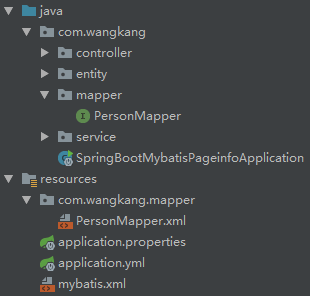 java
com.wangkang
controller
entity
mapper
PersonMapper
service
SpringBootMybatisPageinfoApplication
resources
com.wangkang.mapper
PersonMapper.xml
application.properties
application.yml
mybatis.xml